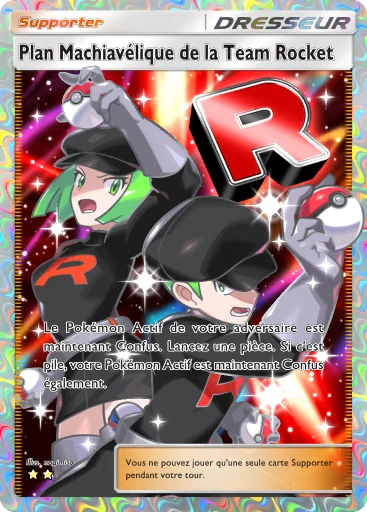 Supporter
DRESSEUR
Plan Machiavélique de la Team Rocket
R
R
R
Le Pokémon Actif de votre adversaire est
maintenant Confus. Lancez une pièce. Si c'est
pile, votre Pokémon Actif est maintenant Confus
également.
Illus. nagimiso
Vous ne pouvez jouer qu'une seule carte Supporter
pendant votre tour.